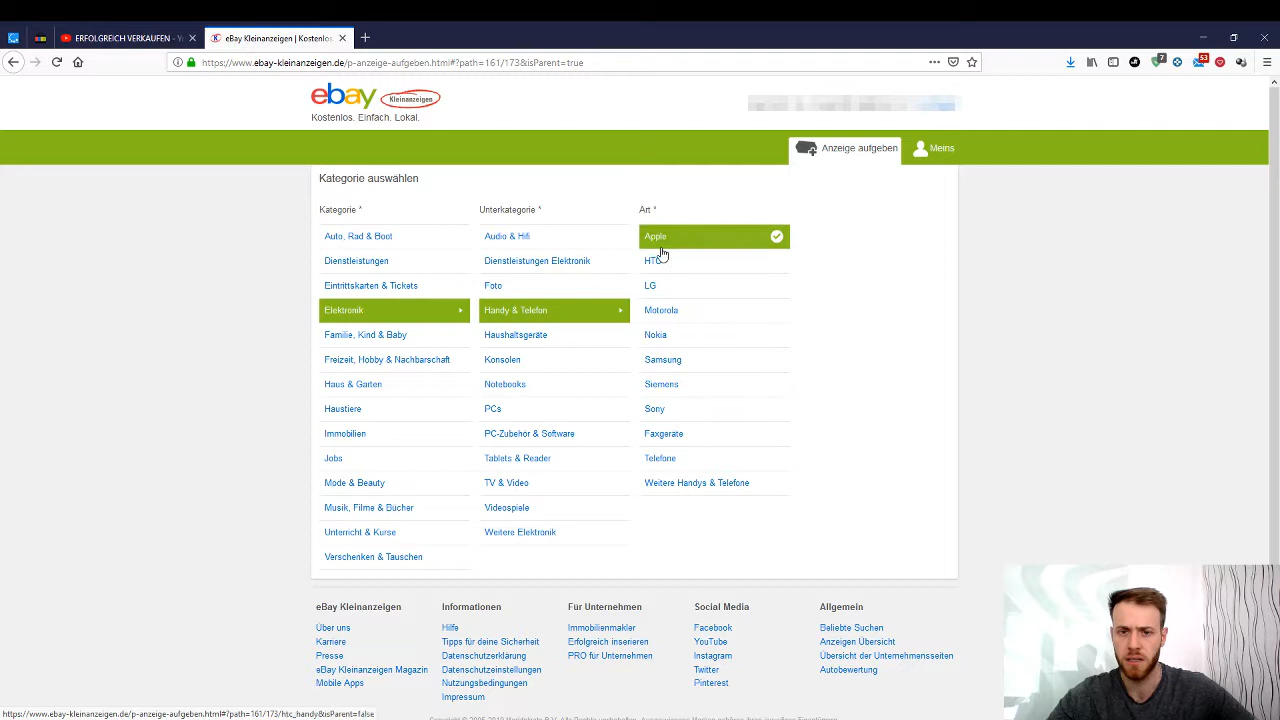 ERFOLGREICH VERKAUFEN - Y
eBay Kleinanzeigen | Kostenlos.
https://www.ebay-kleinanzeigen.de/p-anzeige-aufgeben.html#?path=161/173&isParent=true
7
53
ebay Kleinanzeigen
Kostenlos. Einfach. Lokal.
Anzeige aufgeben
Meins
Kategorie auswählen
Kategorie *
Unterkategorie *
Art *
Auto, Rad & Boot
Audio & Hifi
Apple
Dienstleistungen
Dienstleistungen Elektronik
HTC
Eintrittskarten & Tickets
Foto
LG
Elektronik
Handy & Telefon
Motorola
Familie, Kind & Baby
Haushaltsgeräte
Nokia
Freizeit, Hobby & Nachbarschaft
Konsolen
Samsung
Haus & Garten
Notebooks
Siemens
Haustiere
PCs
Sony
Immobilien
PC-Zubehör & Software
Faxgeräte
Jobs
Tablets & Reader
Telefone
Mode & Beauty
TV & Video
Weitere Handys & Telefone
Musik, Filme & Bücher
Videospiele
Unterricht & Kurse
Weitere Elektronik
Verschenken & Tauschen
eBay Kleinanzeigen
Über uns
Karriere
Presse
eBay Kleinanzeigen Magazin
Mobile Apps
Informationen
Hilfe
Tipps für deine Sicherheit
Datenschutzerklärung
Datenschutzeinstellungen
Nutzungsbedingungen
Impressum
Für Unternehmen
Immobilienmakler
Erfolgreich inserieren
PRO für Unternehmen
Social Media
Facebook
YouTube
Instagram
Twitter
Pinterest
Allgemein
Beliebte Suchen
Anzeigen Übersicht
Übersicht der Unternehmensseiten
Autobewertung
https://www.ebay-kleinanzeigen.de/p-anzeige-aufgeben.html#?path=161/173/htc_handy&isParent=false